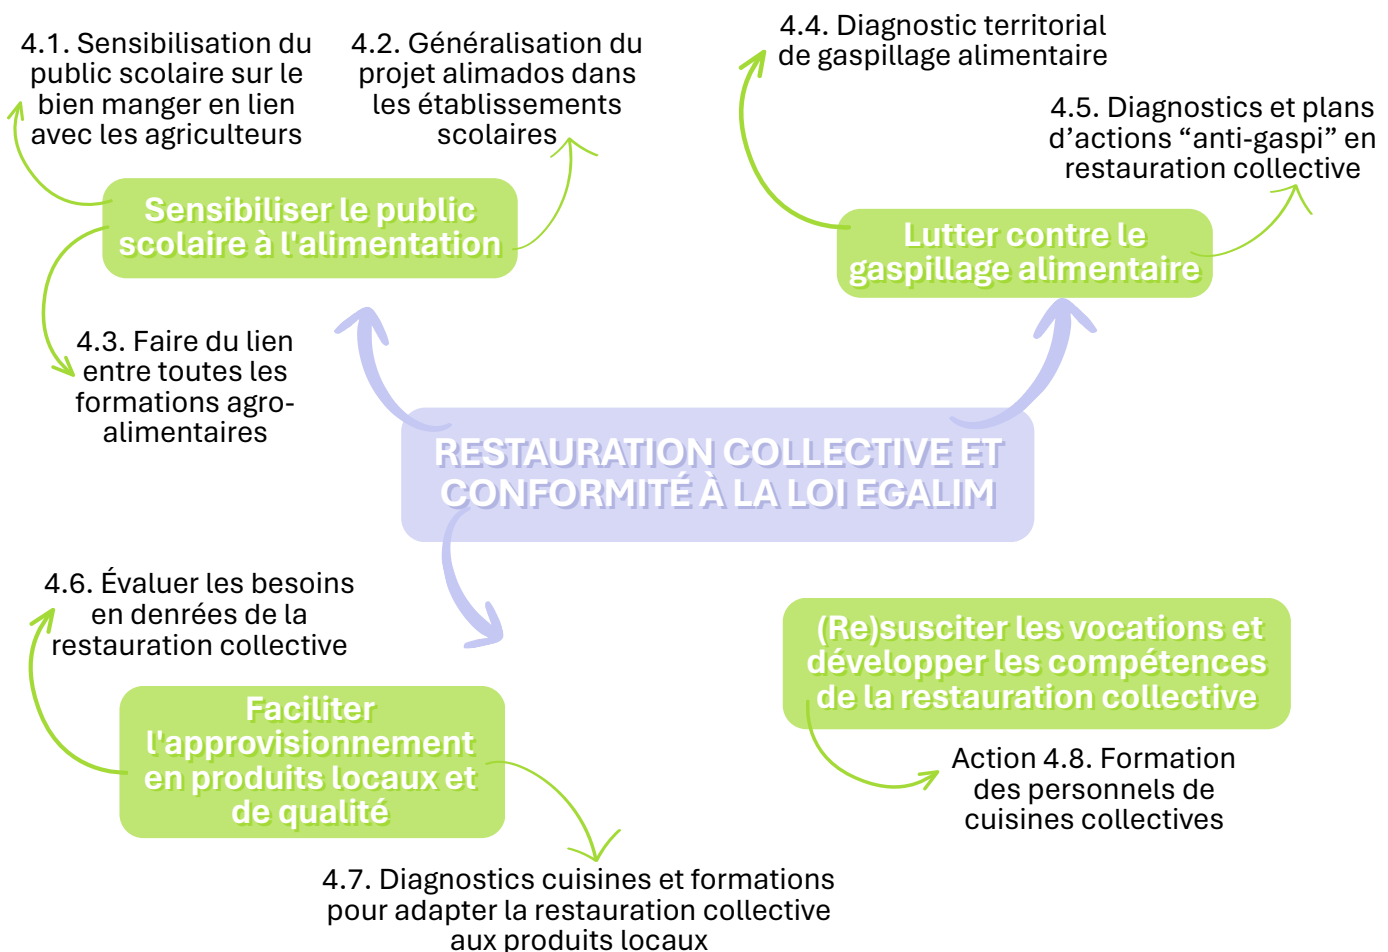 4.1. Sensibilisation du
public scolaire sur le
bien manger en lien
avec les agriculteurs
4.2. Généralisation du
projet alimados dans
les établissements
scolaires
4.4. Diagnostic territorial
de gaspillage alimentaire
4.5. Diagnostics et plans
d’actions “anti-gaspi” en
restauration collective
Sensibiliser le public
scolaire à l'alimentation
Lutter contre le
gaspillage alimentaire
4.3. Faire du lien
entre toutes les
formations agro-
alimentaires
RESTAURATION COLLECTIVE ET
CONFORMITÉ À LA LOI EGALIM
4.6. Évaluer les besoins
en denrées de la
restauration collective
(Re)susciter les vocations et
développer les compétences
de la restauration collective
Faciliter
l'approvisionnement
en produits locaux et
de qualité
Action 4.8. Formation
des personnels de
cuisines collectives
4.7. Diagnostics cuisines et formations
pour adapter la restauration collective
aux produits locaux